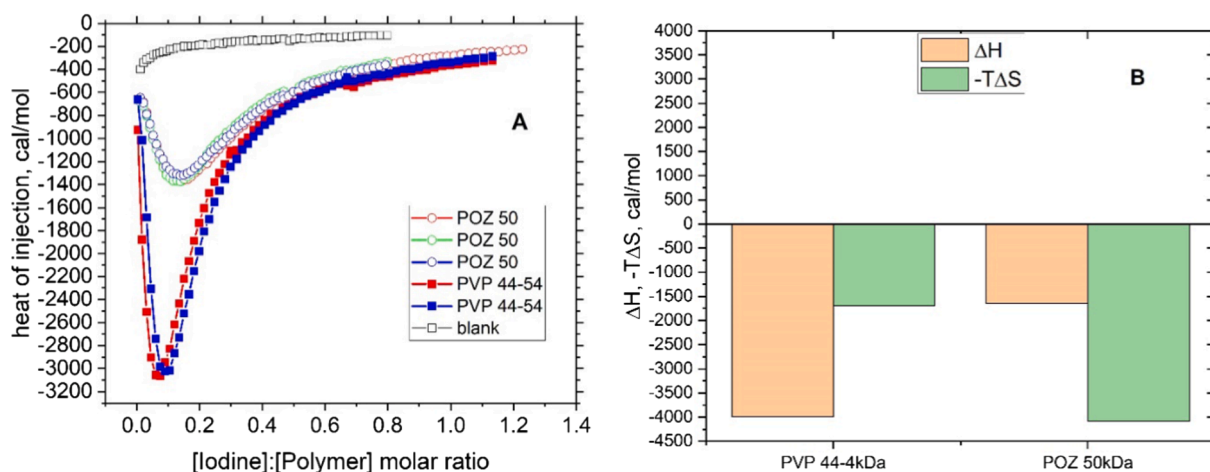 0
-200
-400
-600
-800
-1000
-1200
-1400
-1600
-1800
-2000
-2200
-2400
-2600
-2800
-3000
-3200
heat of injection, cal/mol
A
POZ 50
POZ 50
POZ 50
PVP 44-54
PVP 44-54
blank
0.0 0.2 0.4 0.6 0.8 1.0 1.2 1.4
[Iodine]:[Polymer] molar ratio
4000
3500
3000
2500
2000
1500
1000
500
0
-500
-1000
-1500
-2000
-2500
-3000
-3500
-4000
-4500
ΔH, -TΔS, cal/mol
ΔH
-TΔS
B
PVP 44-4kDa POZ 50kDa